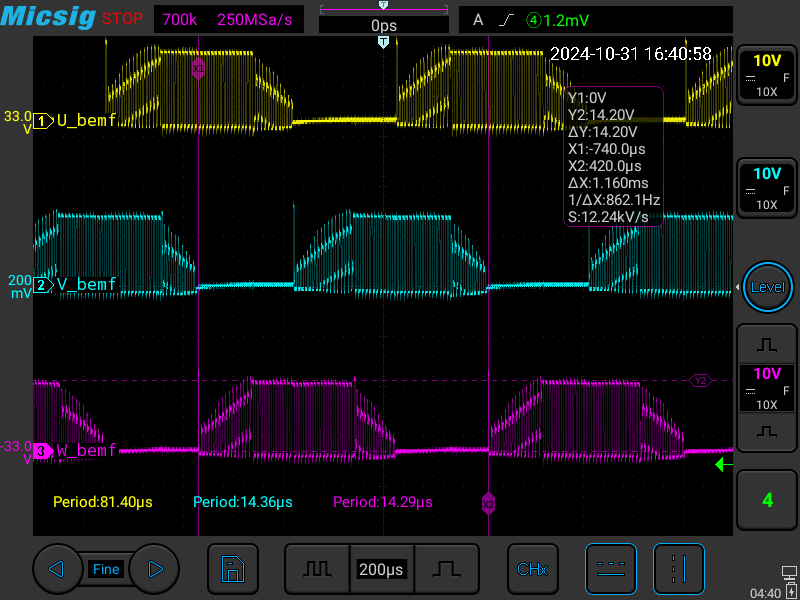 Micsig STOP 700k 250MSa/s 0ps A ④1.2mV
T
2024-10-31 16:40:58
10V
F
10X
33.0 V
1 U_bemf
X1
Y1:0V
Y2:14.20V
ΔY:14.20V
X1:-740.0µs
X2:420.0µs
ΔX:1.160ms
1/ΔX:862.1Hz
S:12.24kV/s
10V
F
10X
200 mV
2 V_bemf
Level
Y2
10V
F
10X
-33.0 V
3 W_bemf
Period:81.40µs Period:14.36µs Period:14.29µs
X2
4
Fine
200µs
CHx
04:40